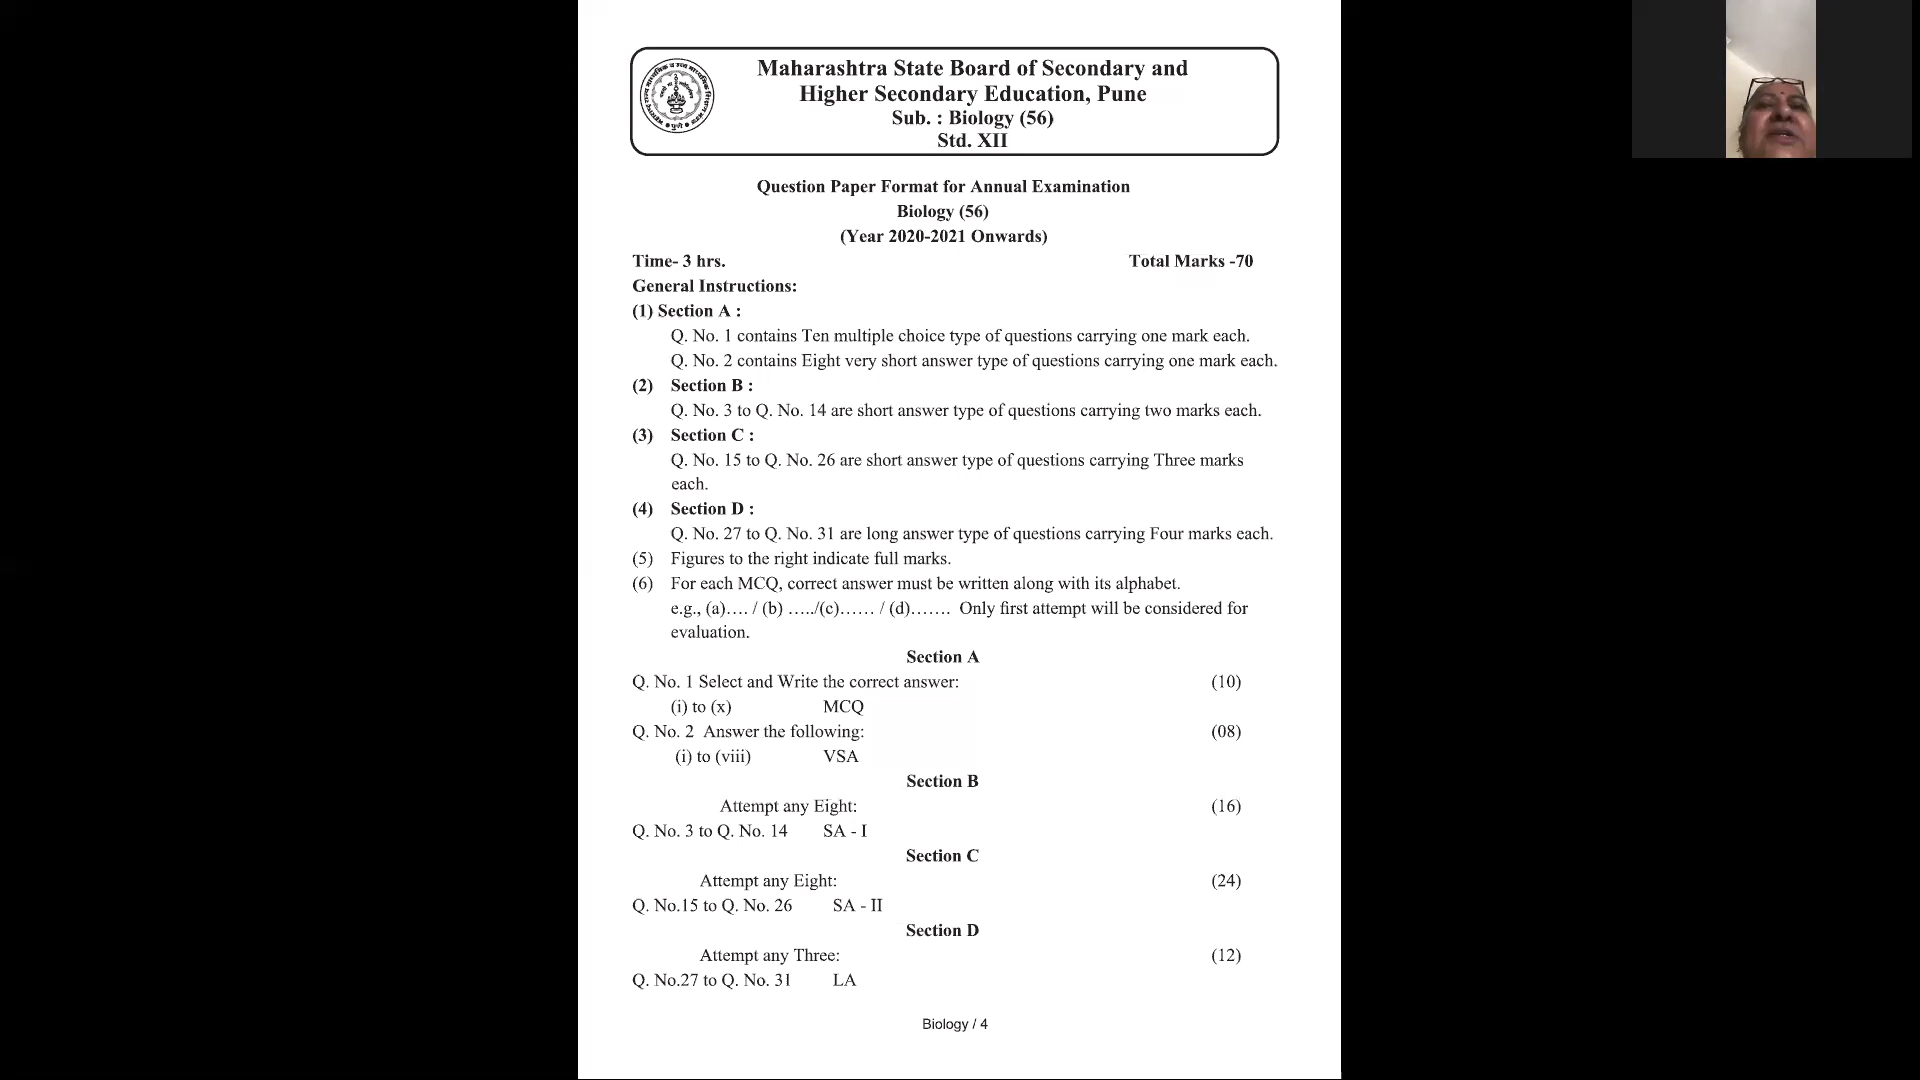 Maharashtra State Board of Secondary and
Higher Secondary Education, Pune
Sub. : Biology (56)
Std. XII
Question Paper Format for Annual Examination
Biology (56)
(Year 2020-2021 Onwards)
Time- 3 hrs. Total Marks -70
General Instructions:
(1) Section A :
Q. No. 1 contains Ten multiple choice type of questions carrying one mark each.
Q. No. 2 contains Eight very short answer type of questions carrying one mark each.
(2) Section B :
Q. No. 3 to Q. No. 14 are short answer type of questions carrying two marks each.
(3) Section C :
Q. No. 15 to Q. No. 26 are short answer type of questions carrying Three marks
each.
(4) Section D :
Q. No. 27 to Q. No. 31 are long answer type of questions carrying Four marks each.
(5) Figures to the right indicate full marks.
(6) For each MCQ, correct answer must be written along with its alphabet.
e.g., (a)…. / (b) …../(c)…… / (d)……. Only first attempt will be considered for
evaluation.
Section A
Q. No. 1 Select and Write the correct answer: (10)
(i) to (x) MCQ
Q. No. 2 Answer the following: (08)
(i) to (viii) VSA
Section B
Attempt any Eight: (16)
Q. No. 3 to Q. No. 14 SA - I
Section C
Attempt any Eight: (24)
Q. No.15 to Q. No. 26 SA - II
Section D
Attempt any Three: (12)
Q. No.27 to Q. No. 31 LA
Biology / 4